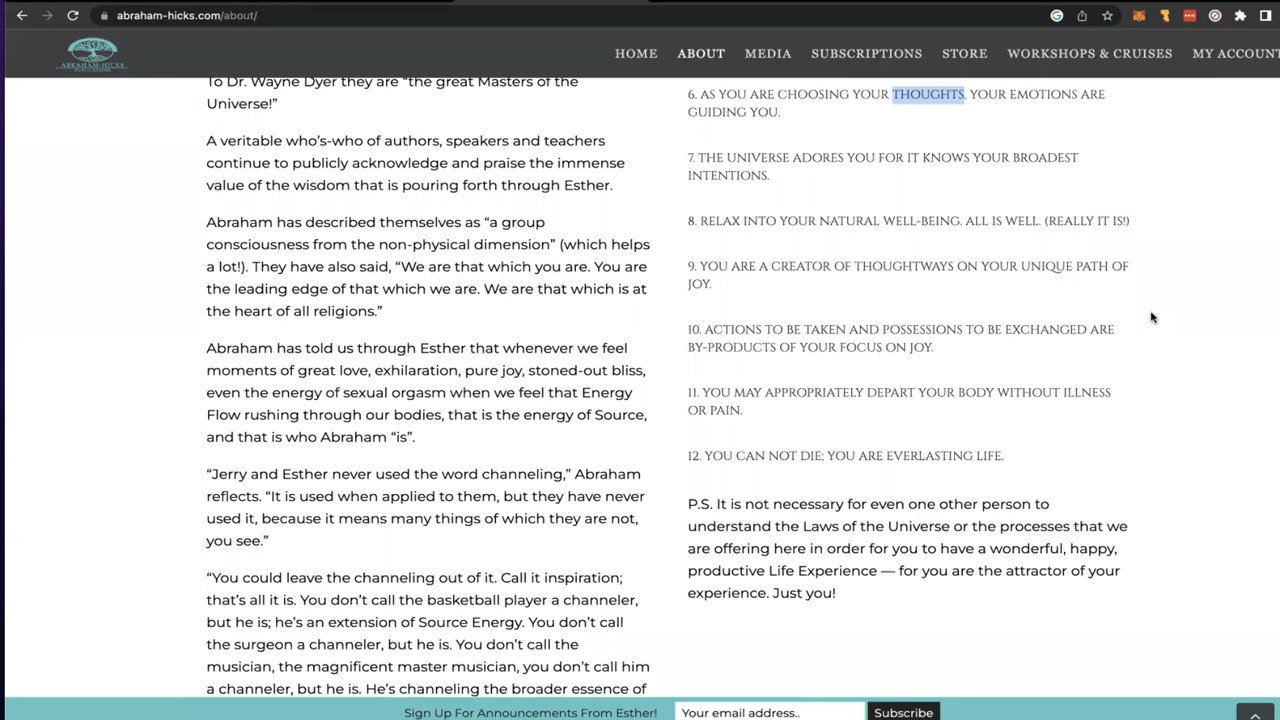 abraham-hicks.com/about/
ABRAHAM-HICKS
PUBLICATIONS
HOME
ABOUT
MEDIA
SUBSCRIPTIONS
STORE
WORKSHOPS & CRUISES
MY ACCOUNT
To Dr. Wayne Dyer they are “the great Masters of the
Universe!”
A veritable who’s-who of authors, speakers and teachers
continue to publicly acknowledge and praise the immense
value of the wisdom that is pouring forth through Esther.
Abraham has described themselves as “a group
consciousness from the non-physical dimension” (which helps
a lot!). They have also said, “We are that which you are. You are
the leading edge of that which we are. We are that which is at
the heart of all religions.”
Abraham has told us through Esther that whenever we feel
moments of great love, exhilaration, pure joy, stoned-out bliss,
even the energy of sexual orgasm when we feel that Energy
Flow rushing through our bodies, that is the energy of Source,
and that is who Abraham “is”.
“Jerry and Esther never used the word channeling,” Abraham
reflects. “It is used when applied to them, but they have never
used it, because it means many things of which they are not,
you see.”
“You could leave the channeling out of it. Call it inspiration;
that’s all it is. You don’t call the basketball player a channeler,
but he is; he’s an extension of Source Energy. You don’t call
the surgeon a channeler, but he is. You don’t call the
musician, the magnificent master musician, you don’t call him
a channeler, but he is. He’s channeling the broader essence of
6. AS YOU ARE CHOOSING YOUR THOUGHTS, YOUR EMOTIONS ARE
GUIDING YOU.
7. THE UNIVERSE ADORES YOU FOR IT KNOWS YOUR BROADEST
INTENTIONS.
8. RELAX INTO YOUR NATURAL WELL-BEING. ALL IS WELL. (REALLY IT IS!)
9. YOU ARE A CREATOR OF THOUGHTWAYS ON YOUR UNIQUE PATH OF
JOY.
10. ACTIONS TO BE TAKEN AND POSSESSIONS TO BE EXCHANGED ARE
BY-PRODUCTS OF YOUR FOCUS ON JOY.
11. YOU MAY APPROPRIATELY DEPART YOUR BODY WITHOUT ILLNESS
OR PAIN.
12. YOU CAN NOT DIE; YOU ARE EVERLASTING LIFE.
P.S. It is not necessary for even one other person to
understand the Laws of the Universe or the processes that we
are offering here in order for you to have a wonderful, happy,
productive Life Experience — for you are the attractor of your
experience. Just you!
Sign Up For Announcements From Esther!
Your email address..
Subscribe